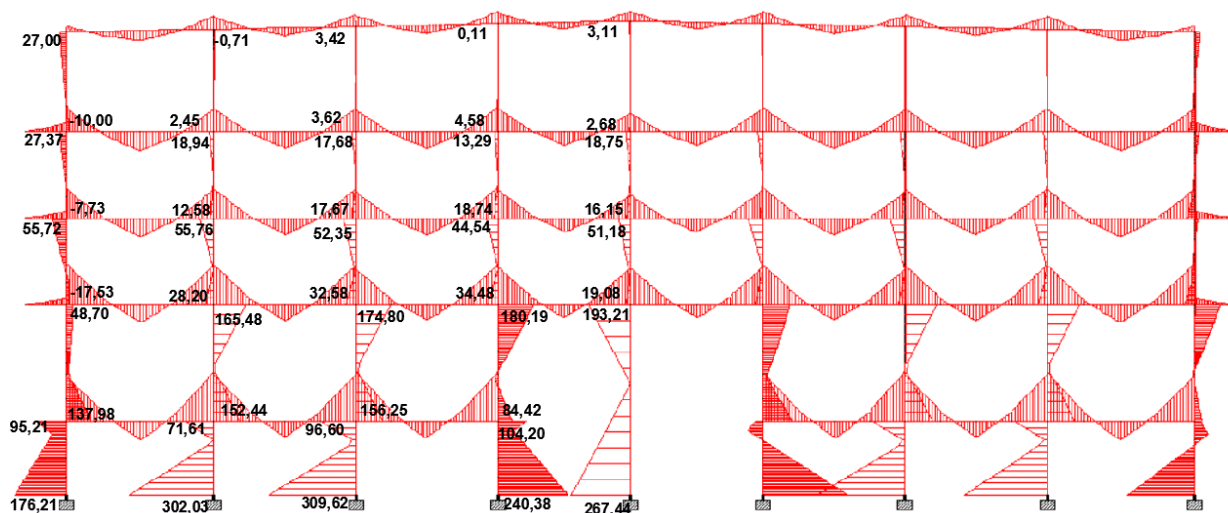 27,00 -0,71 3,42 0,11 3,11
-10,00 2,45 3,62 4,58 2,68
27,37 18,94 17,68 13,29 18,75
-7,73 12,58 17,67 18,74 16,15
55,72 55,76 52,35 44,54 51,18
-17,53 28,20 32,58 34,48 19,08
48,70 165,48 174,80 180,19 193,21
137,98 152,44 156,25 84,42
95,21 71,61 96,60 104,20
176,21 302,03 309,62 240,38 267,44